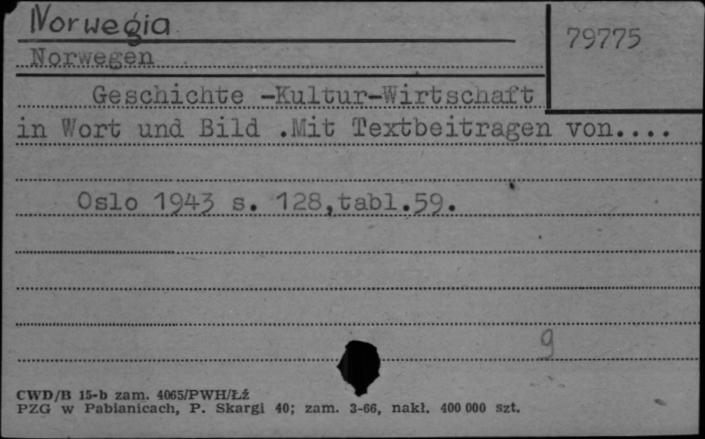 Norwegia
79775
Norwegen
Geschichte -Kultur-Wirtschaft
in Wort und Bild .Mit Textbeitragen von....
Oslo 1943 s. 128,tabl.59.
9
CWD/B 15-b zam. 4065/PWH/Łź
PZG w Pabianicach, P. Skargi 40; zam. 3-66, nakł. 400 000 szt.